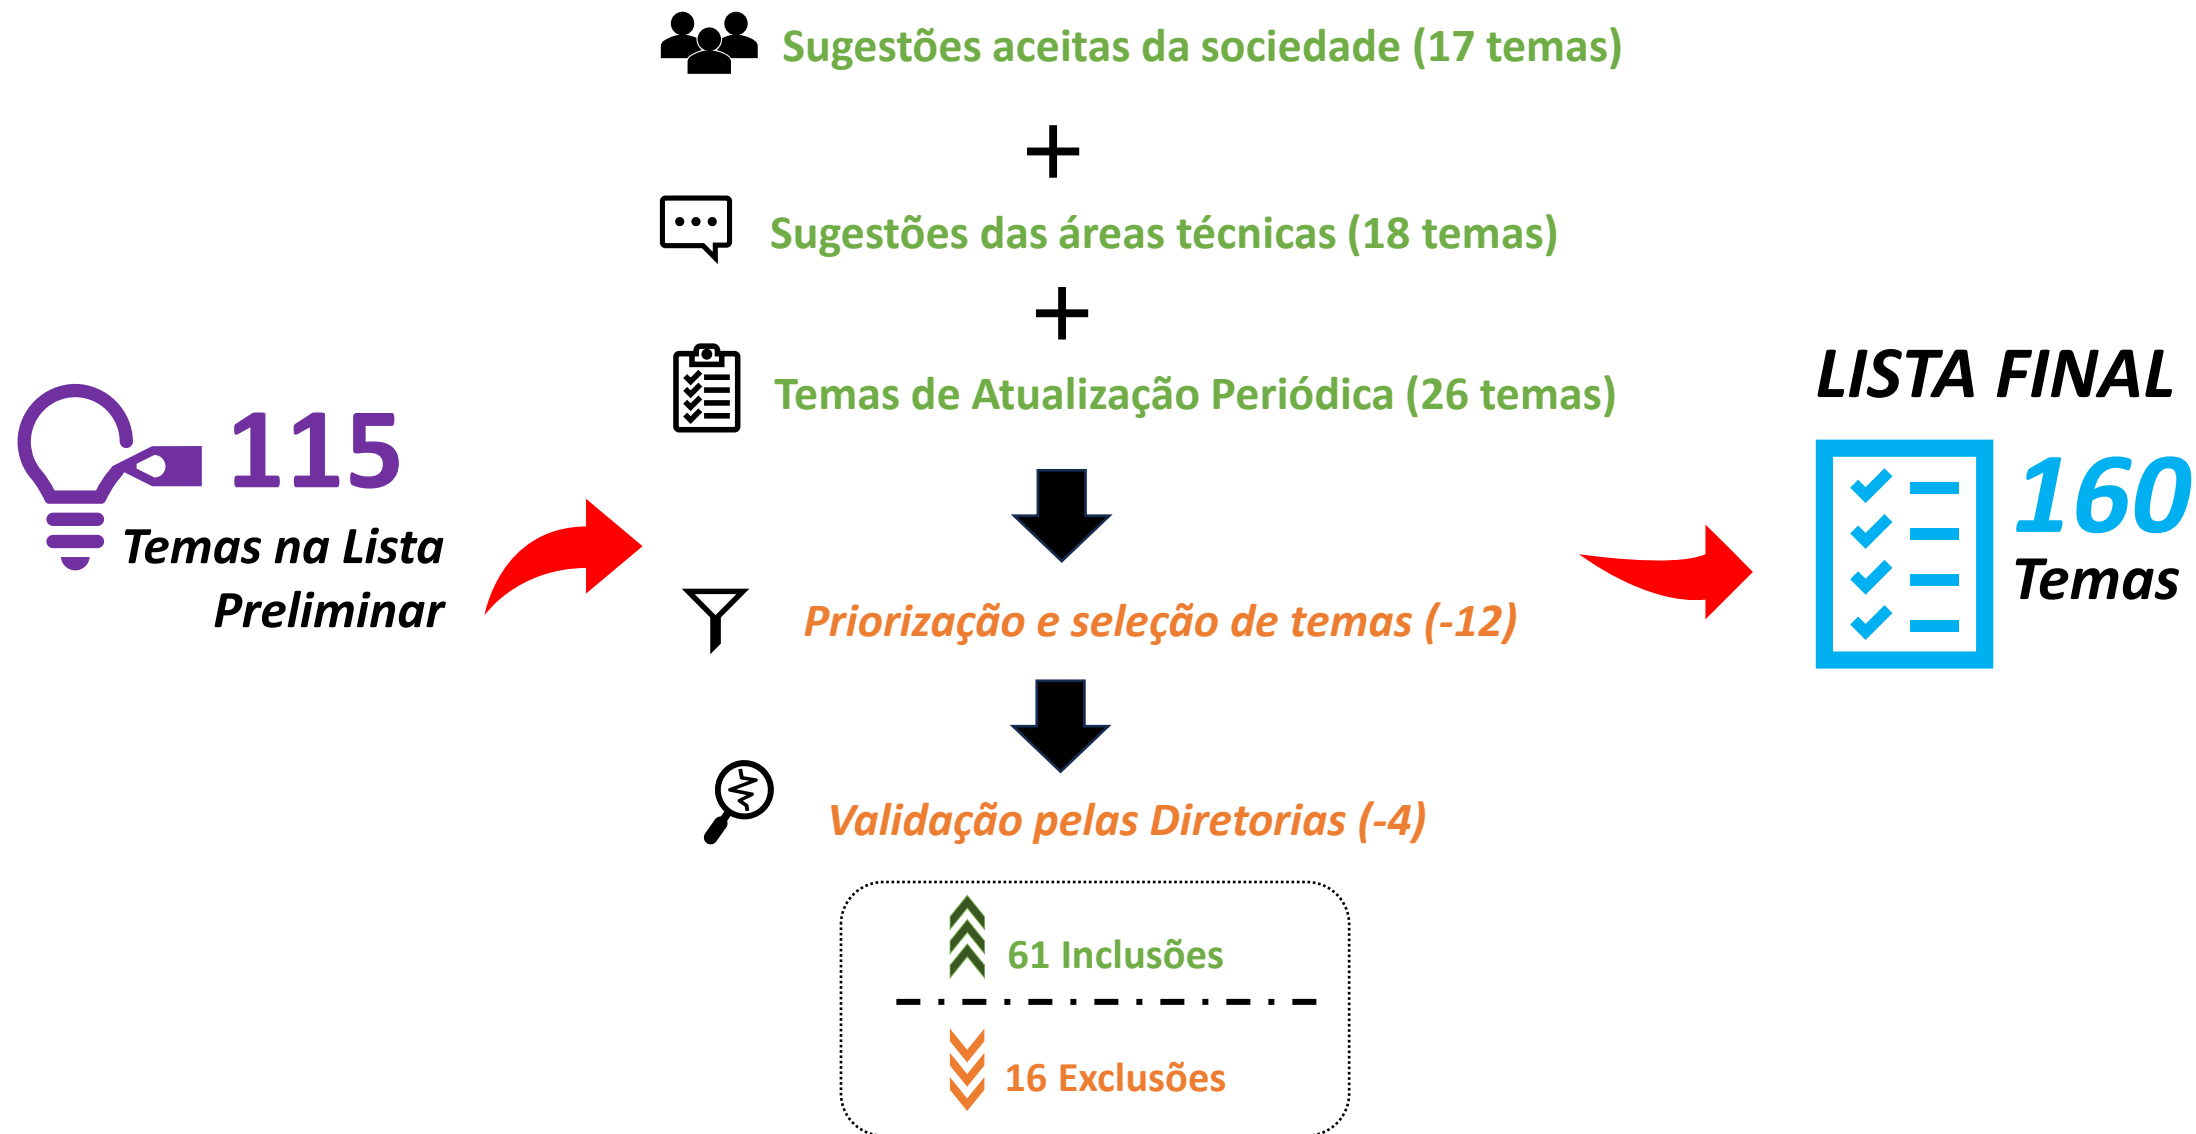 115
Temas na Lista
Preliminar
Sugestões aceitas da sociedade (17 temas)
+
Sugestões das áreas técnicas (18 temas)
+
Temas de Atualização Periódica (26 temas)
Priorização e seleção de temas (-12)
Validação pelas Diretorias (-4)
61 Inclusões
16 Exclusões
LISTA FINAL
160
Temas